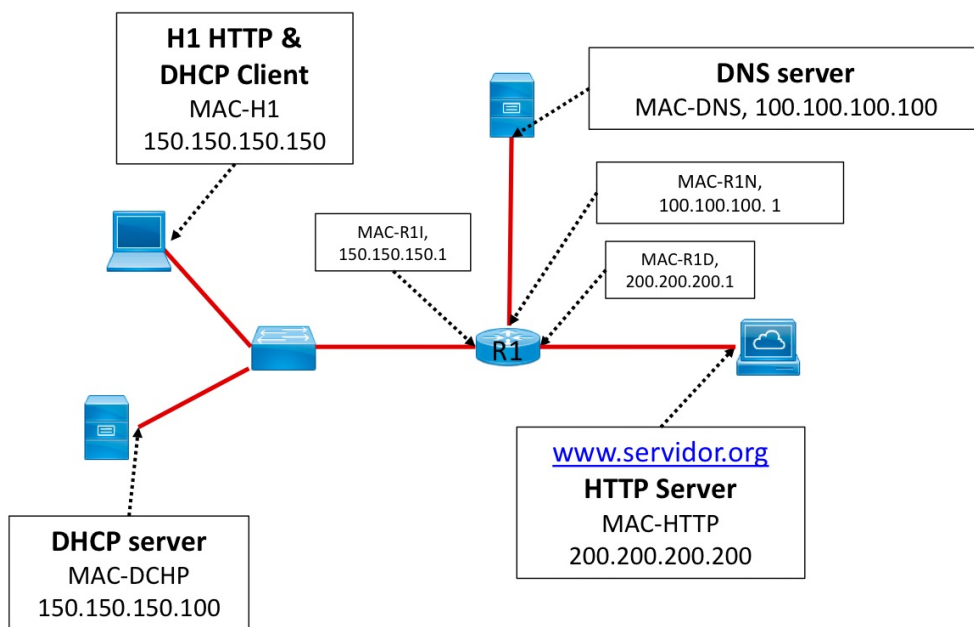 H1 HTTP &
DHCP Client
MAC-H1
150.150.150.150
DNS server
MAC-DNS, 100.100.100.100
MAC-R1N,
100.100.100. 1
MAC-R1I,
150.150.150.1
MAC-R1D,
200.200.200.1
R1
www.servidor.org
HTTP Server
MAC-HTTP
200.200.200.200
DHCP server
MAC-DCHP
150.150.150.100